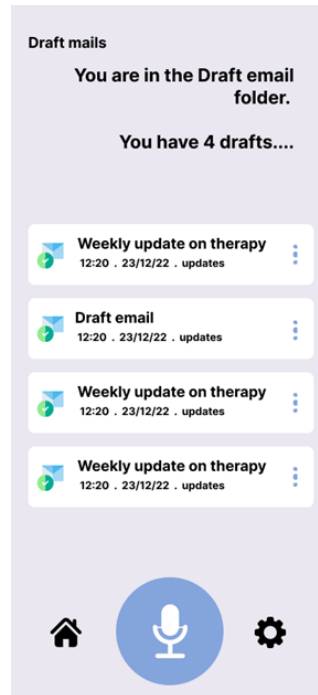 Draft mails
You are in the Draft email
folder.
You have 4 drafts....
Weekly update on therapy
12:20 . 23/12/22 . updates
Draft email
12:20 . 23/12/22 . updates
Weekly update on therapy
12:20 . 23/12/22 . updates
Weekly update on therapy
12:20 . 23/12/22 . updates